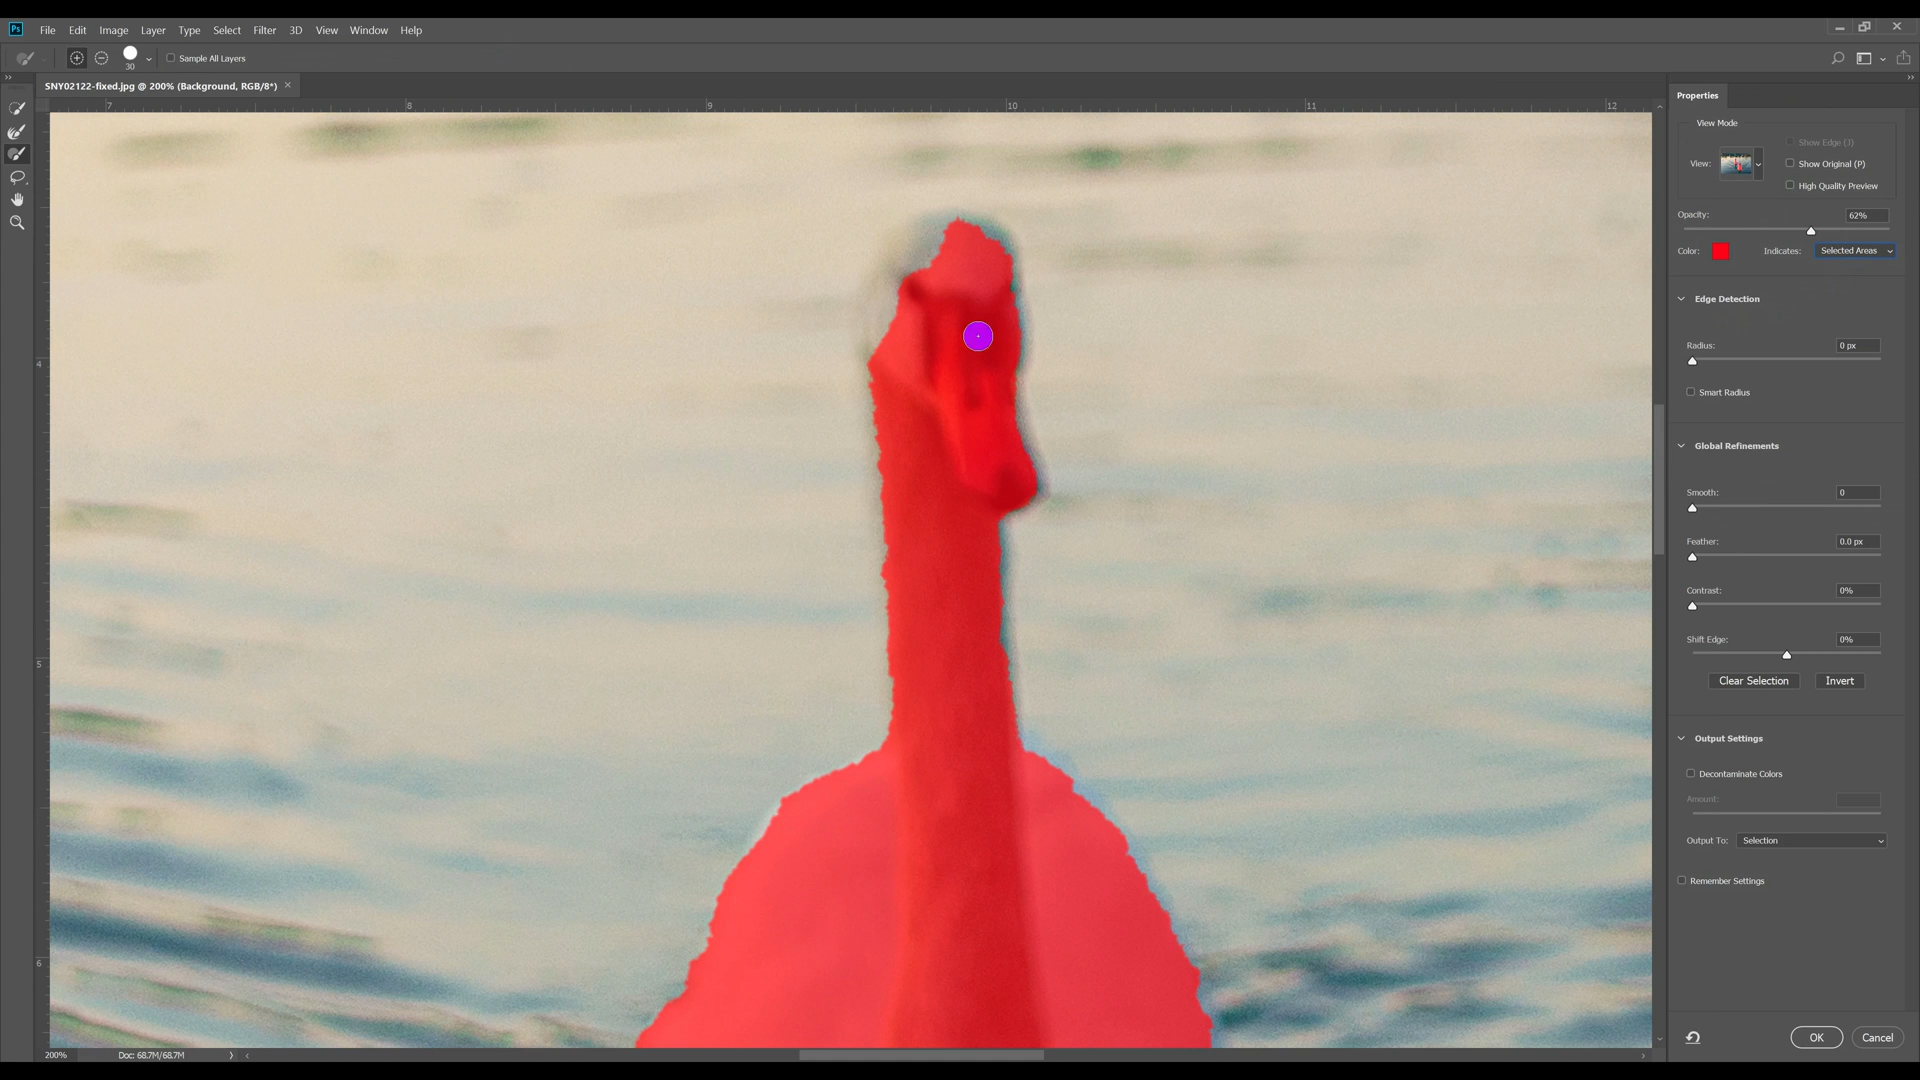 Ps File Edit Image Layer Type Select Filter 3D View Window Help
30 Sample All Layers
SNY02122-fixed.jpg @ 200% (Background, RGB/8*) ×
7 8 9 10 11 12
4
5
6
Properties
View Mode
Show Edge (J)
View: Show Original (P)
High Quality Preview
Opacity: 62%
Color: Indicates: Selected Areas
Edge Detection
Radius: 0 px
Smart Radius
Global Refinements
Smooth: 0
Feather: 0.0 px
Contrast: 0%
Shift Edge: 0%
Clear Selection Invert
Output Settings
Decontaminate Colors
Amount:
Output To: Selection
Remember Settings
OK Cancel
200% Doc: 68.7M/68.7M